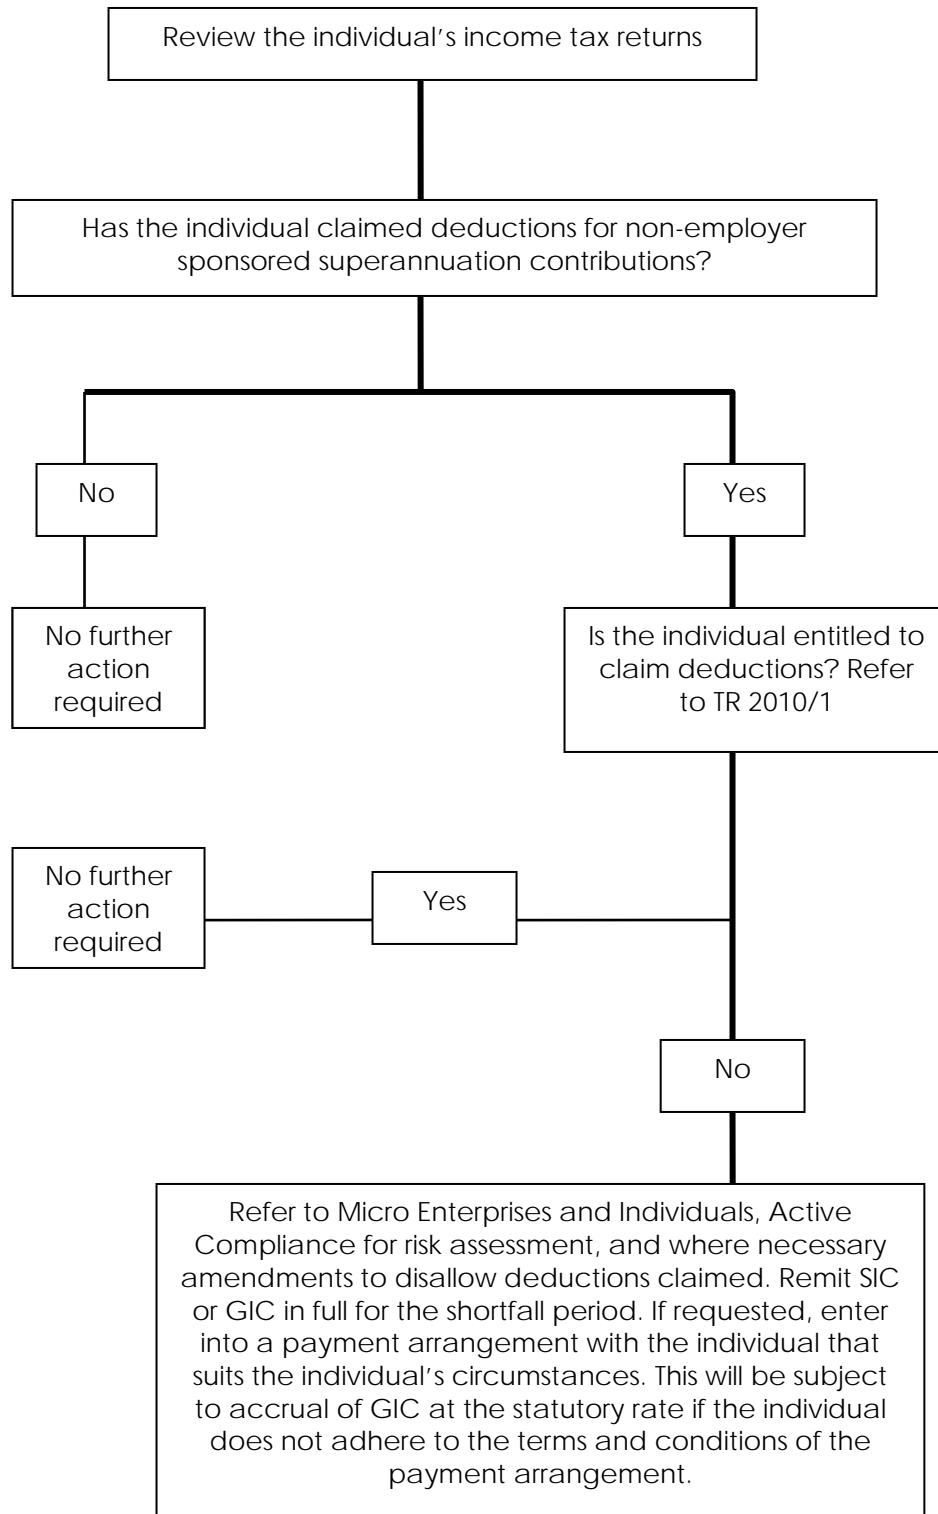 Review the individual's income tax returns
Has the individual claimed deductions for non-employer
sponsored superannuation contributions?
No
Yes
No further
action
required
Is the individual entitled to
claim deductions? Refer
to TR 2010/1
No further
action
required
Yes
No
Refer to Micro Enterprises and Individuals, Active
Compliance for risk assessment, and where necessary
amendments to disallow deductions claimed. Remit SIC
or GIC in full for the shortfall period. If requested, enter
into a payment arrangement with the individual that
suits the individual's circumstances. This will be subject
to accrual of GIC at the statutory rate if the individual
does not adhere to the terms and conditions of the
payment arrangement.